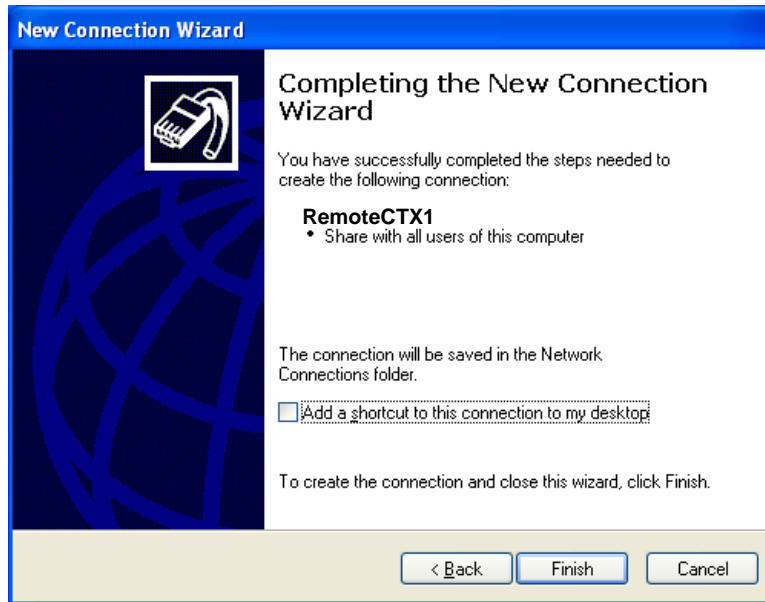 New Connection Wizard
Completing the New Connection
Wizard
You have successfully completed the steps needed to
create the following connection:
RemoteCTX1
• Share with all users of this computer
The connection will be saved in the Network
Connections folder.
Add a shortcut to this connection to my desktop
To create the connection and close this wizard, click Finish.
< Back Finish Cancel